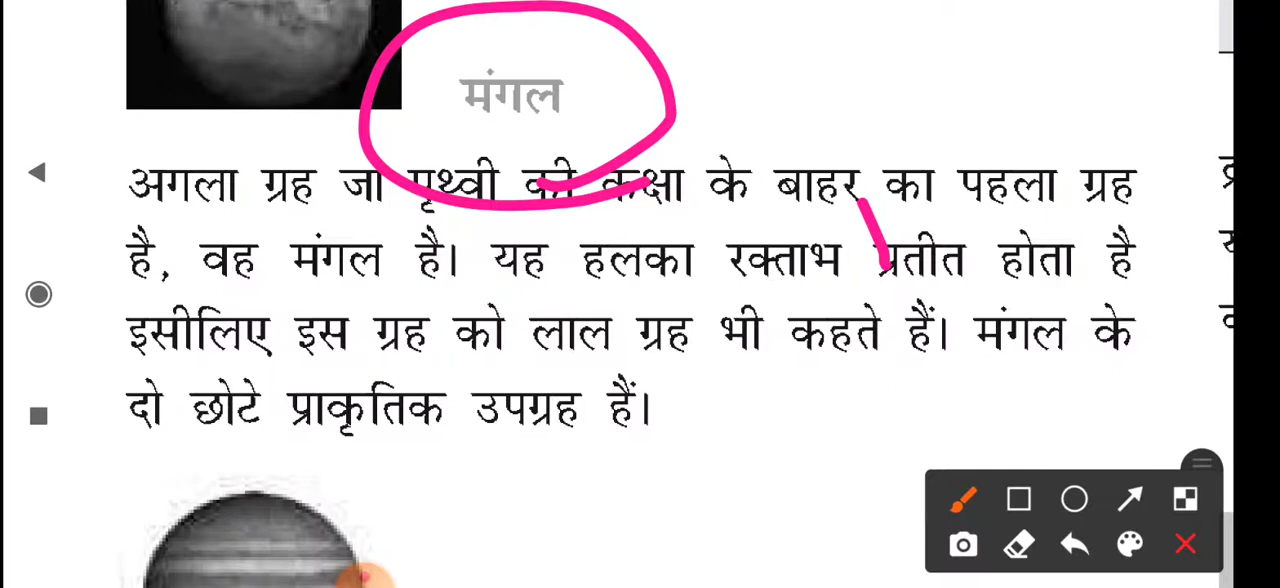 मंगल
अगला ग्रह जो पृथ्वी की कक्षा के बाहर का पहला ग्रह
है, वह मंगल है। यह हलका रक्ताभ प्रतीत होता है
इसीलिए इस ग्रह को लाल ग्रह भी कहते हैं। मंगल के
दो छोटे प्राकृतिक उपग्रह हैं।